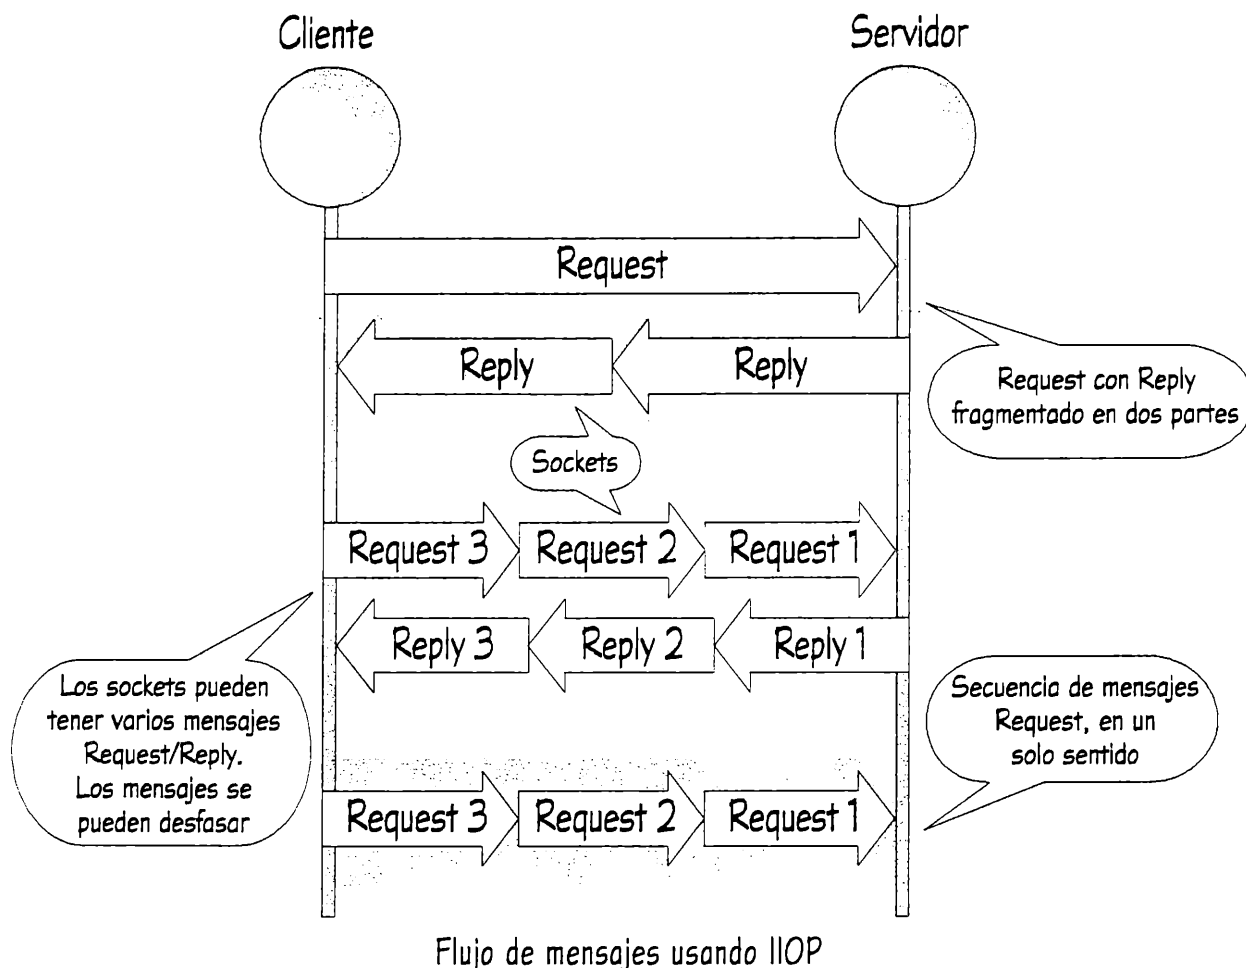 Cliente
Servidor
Request
Reply
Reply
Request con Reply
fragmentado en dos partes
Sockets
Request 3
Request 2
Request 1
Reply 3
Reply 2
Reply 1
Los sockets pueden
tener varios mensajes
Request/Reply.
Los mensajes se
pueden desfasar
Secuencia de mensajes
Request, en un
solo sentido
Request 3
Request 2
Request 1
Flujo de mensajes usando IIOP